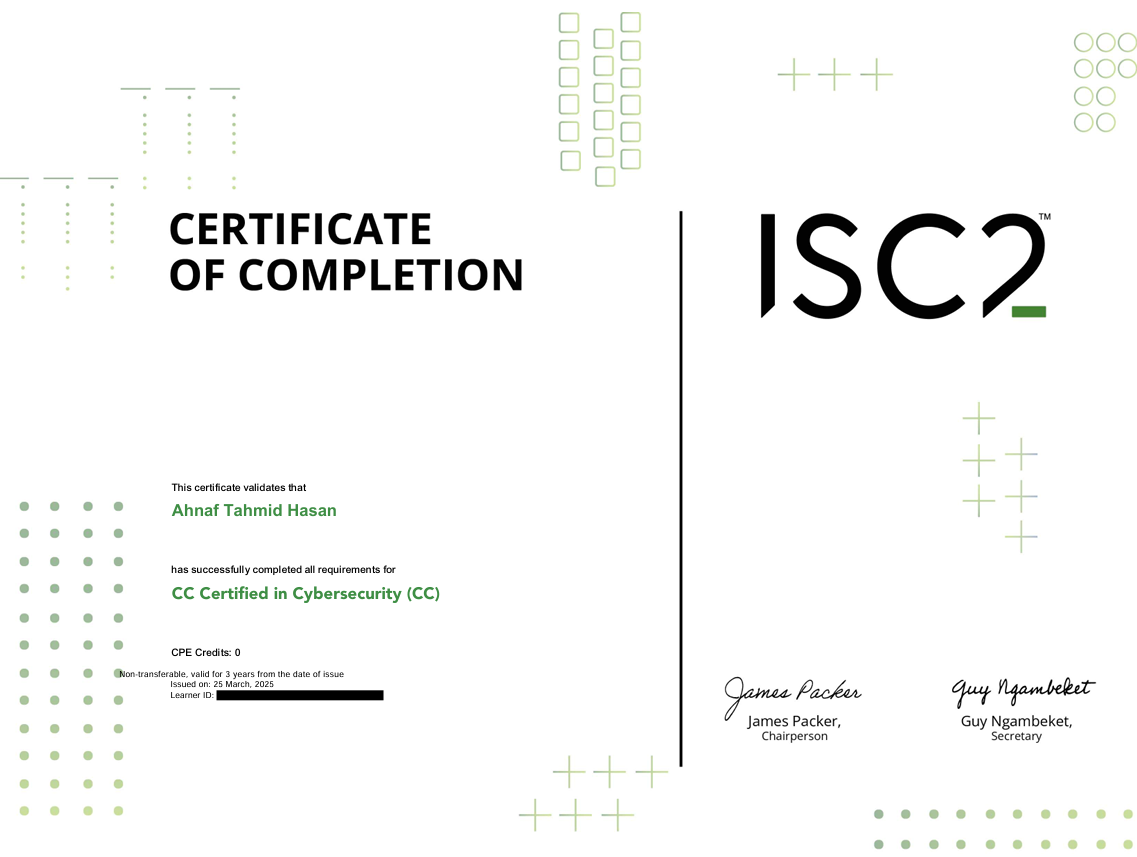 CERTIFICATE
OF COMPLETION
ISC2™
This certificate validates that
Ahnaf Tahmid Hasan
has successfully completed all requirements for
CC Certified in Cybersecurity (CC)
CPE Credits: 0
Non-transferable, valid for 3 years from the date of issue
Issued on: 25 March, 2025
Learner ID:
James Packer
James Packer,
Chairperson
Guy Ngambeket
Guy Ngambeket,
Secretary